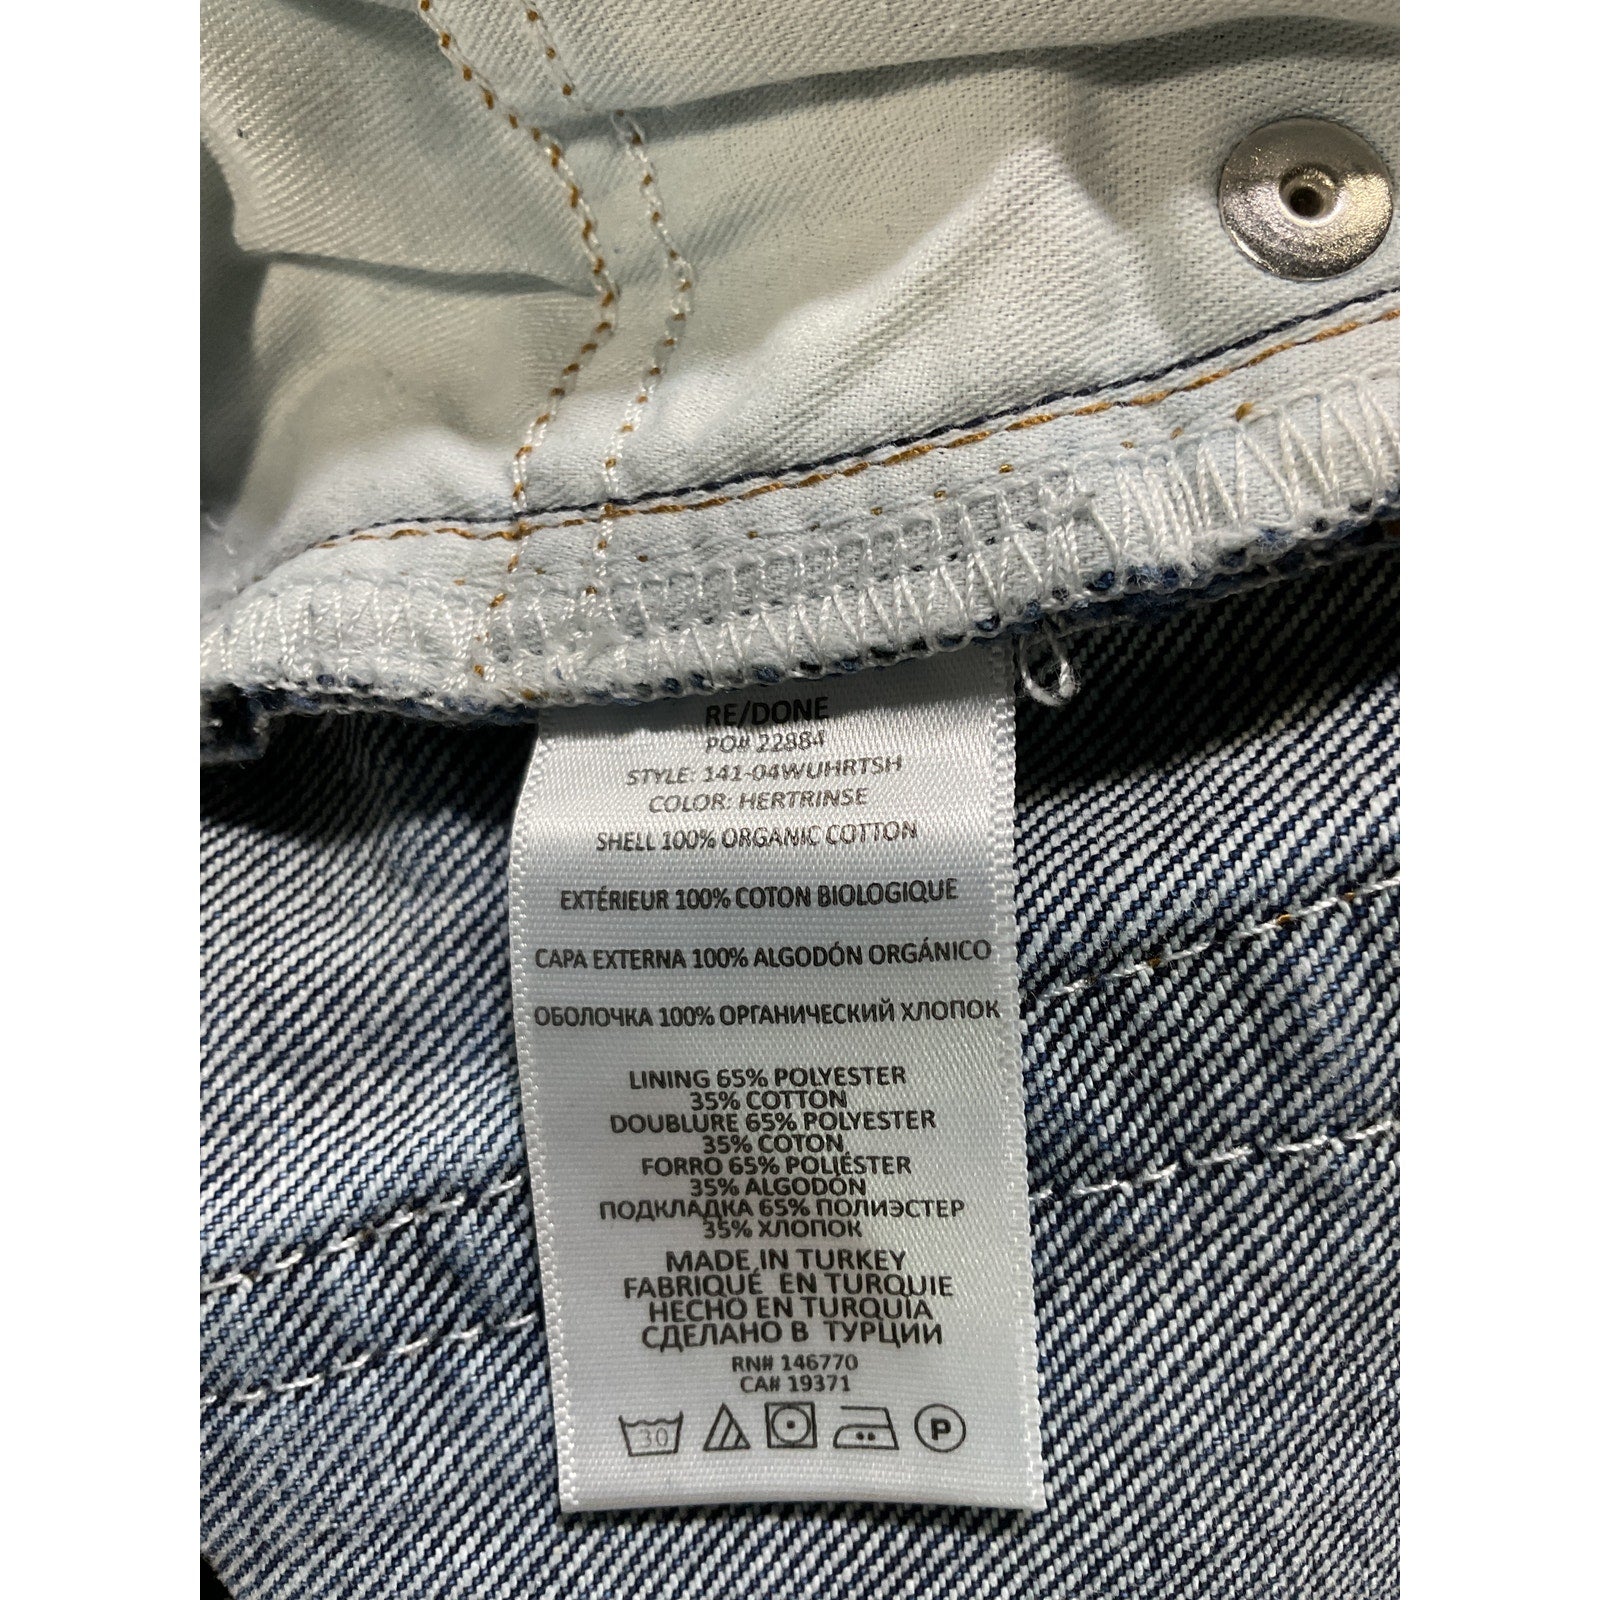 RE/DONE
PO# 22884
STYLE: 141-04WUHRTSH
COLOR: HERTRINSE
SHELL 100% ORGANIC COTTON
EXTÉRIEUR 100% COTON BIOLOGIQUE
CAPA EXTERNA 100% ALGODÓN ORGÁNICO
ОБОЛОЧКА 100% ОРГАНИЧЕСКИЙ ХЛОПОК
LINING 65% POLYESTER
35% COTTON
DOUBLURE 65% POLYESTER
35% COTON
FORRO 65% POLIÉSTER
35% ALGODÓN
ПОДКЛАДКА 65% ПОЛИЭСТЕР
35% ХЛОПОК
MADE IN TURKEY
FABRIQUÉ EN TURQUIE
HECHO EN TURQUÍA
СДЕЛАНО В ТУРЦИИ
RN# 146770
CA# 19371
30 P